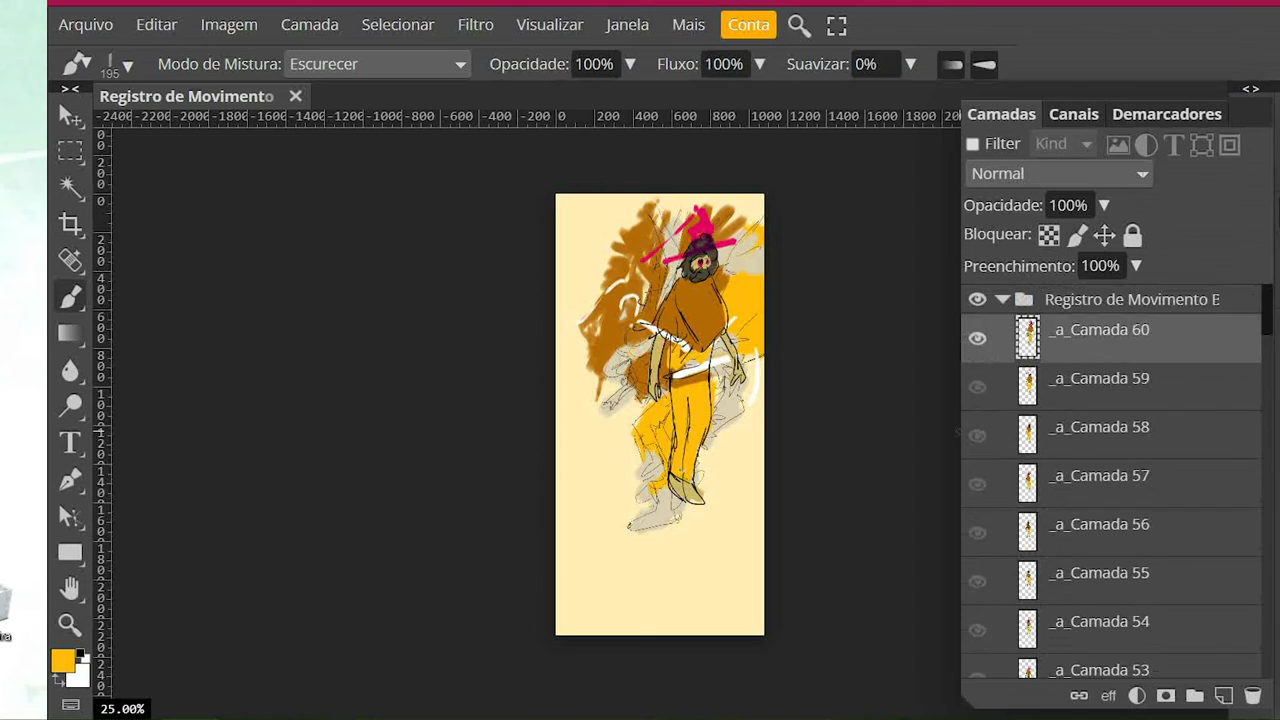 Arquivo Editar Imagem Camada Selecionar Filtro Visualizar Janela Mais Conta
195 Modo de Mistura: Escurecer Opacidade: 100% Fluxo: 100% Suavizar: 0%
> < Registro de Movimento × < >
-2400 -2200 -2000 -1800 -1600 -1400 -1200 -1000 -800 -600 -400 -200 0 200 400 600 800 1000 1200 1400 1600 1800
Camadas Canais Demarcadores
Filter Kind
Normal
Opacidade: 100%
Bloquear:
Preenchimento: 100%
Registro de Movimento E
_a_Camada 60
_a_Camada 59
_a_Camada 58
_a_Camada 57
_a_Camada 56
_a_Camada 55
_a_Camada 54
_a_Camada 53
eff
25.00%